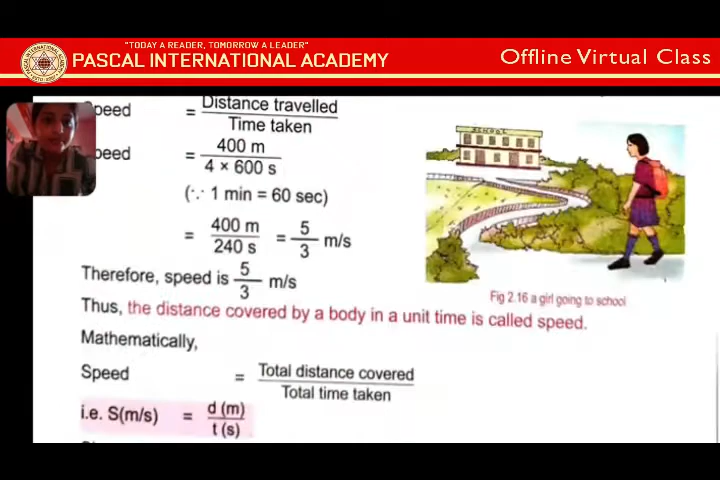 "TODAY A READER, TOMORROW A LEADER"
PASCAL INTERNATIONAL ACADEMY
Offline Virtual Class
peed = Distance travelled
Time taken
peed = 400 m
4 × 600 s
(∵ 1 min = 60 sec)
= 400 m / 240 s = 5/3 m/s
Therefore, speed is 5/3 m/s
Fig 2.16 a girl going to school
Thus, the distance covered by a body in a unit time is called speed.
Mathematically,
Speed = Total distance covered
Total time taken
i.e. S(m/s) = d (m)
t (s)
SCHOOL